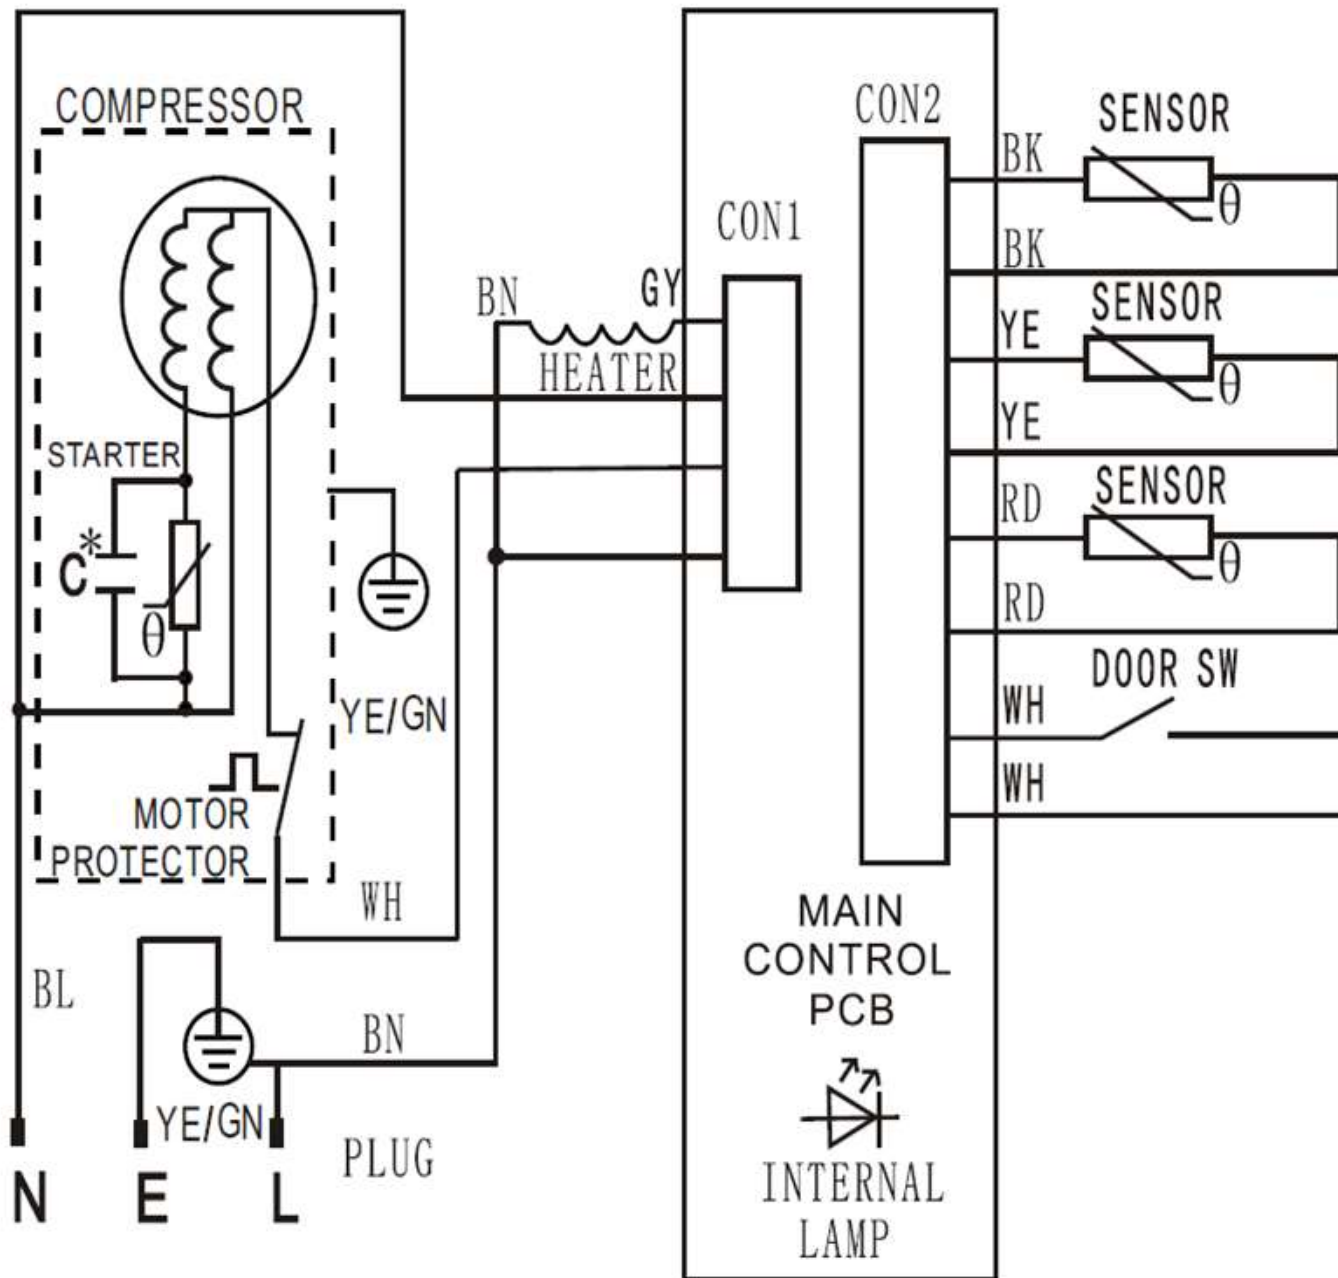 COMPRESSOR
STARTER
C*
θ
MOTOR
PROTECTOR
YE/GN
WH
BL
BN
YE/GN
PLUG
N
E
L
BN
GY
HEATER
CON1
CON2
MAIN
CONTROL
PCB
INTERNAL
LAMP
BK
SENSOR
θ
BK
YE
SENSOR
θ
YE
RD
SENSOR
θ
RD
WH
DOOR SW
WH